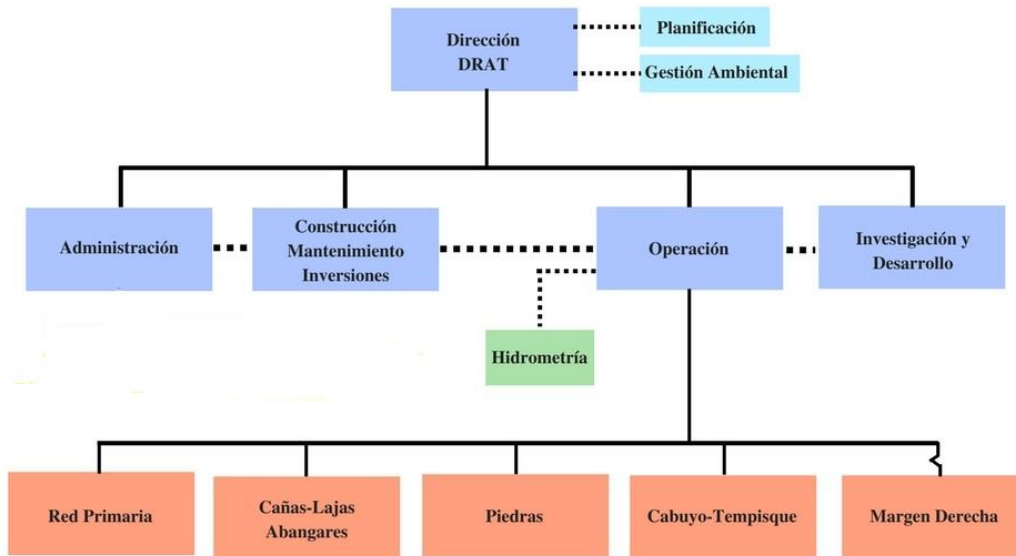 Dirección
DRAT
Planificación
Gestión Ambiental
Administración
Construcción
Mantenimiento
Inversiones
Operación
Investigación y
Desarrollo
Hidrometría
Red Primaria
Cañas-Lajas
Abangares
Piedras
Cabuyo-Tempisque
Margen Derecha